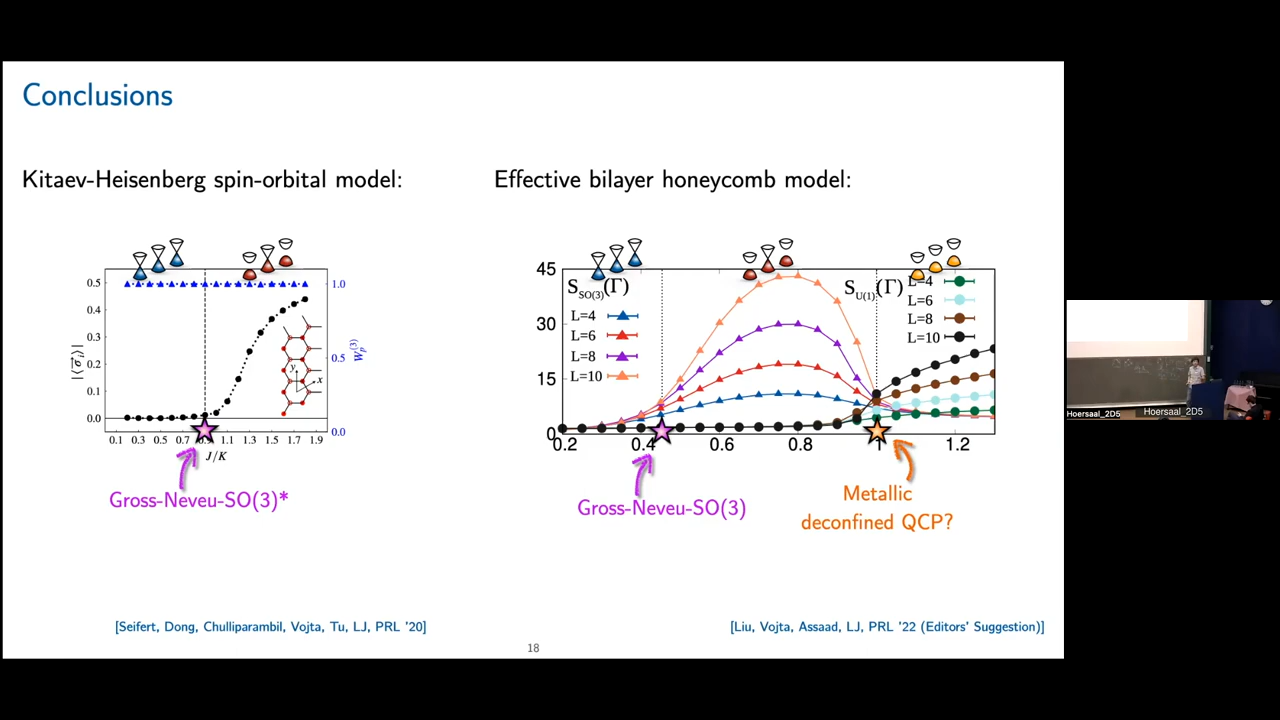 Conclusions
Kitaev-Heisenberg spin-orbital model:
0.5
0.4
0.3
0.2
0.1
0.0
1.0
0.5
0.0
|⟨σ⃗ᵢ⟩|
Wₚ⁽³⁾
y
x
0.1 0.3 0.5 0.7 1.1 1.3 1.5 1.7 1.9
J/K
Gross-Neveu-SO(3)*
[Seifert, Dong, Chulliparambil, Vojta, Tu, LJ, PRL '20]
Effective bilayer honeycomb model:
45
30
15
0
S_SO(3)(Γ)
L=4
L=6
L=8
L=10
S_U(1)(Γ)
L=4
L=6
L=8
L=10
0.2 0.4 0.6 0.8 1 1.2
Gross-Neveu-SO(3)
Metallic
deconfined QCP?
[Liu, Vojta, Assaad, LJ, PRL '22 (Editors' Suggestion)]
18
Hoersaal_2D5
Hoersaal_2D5